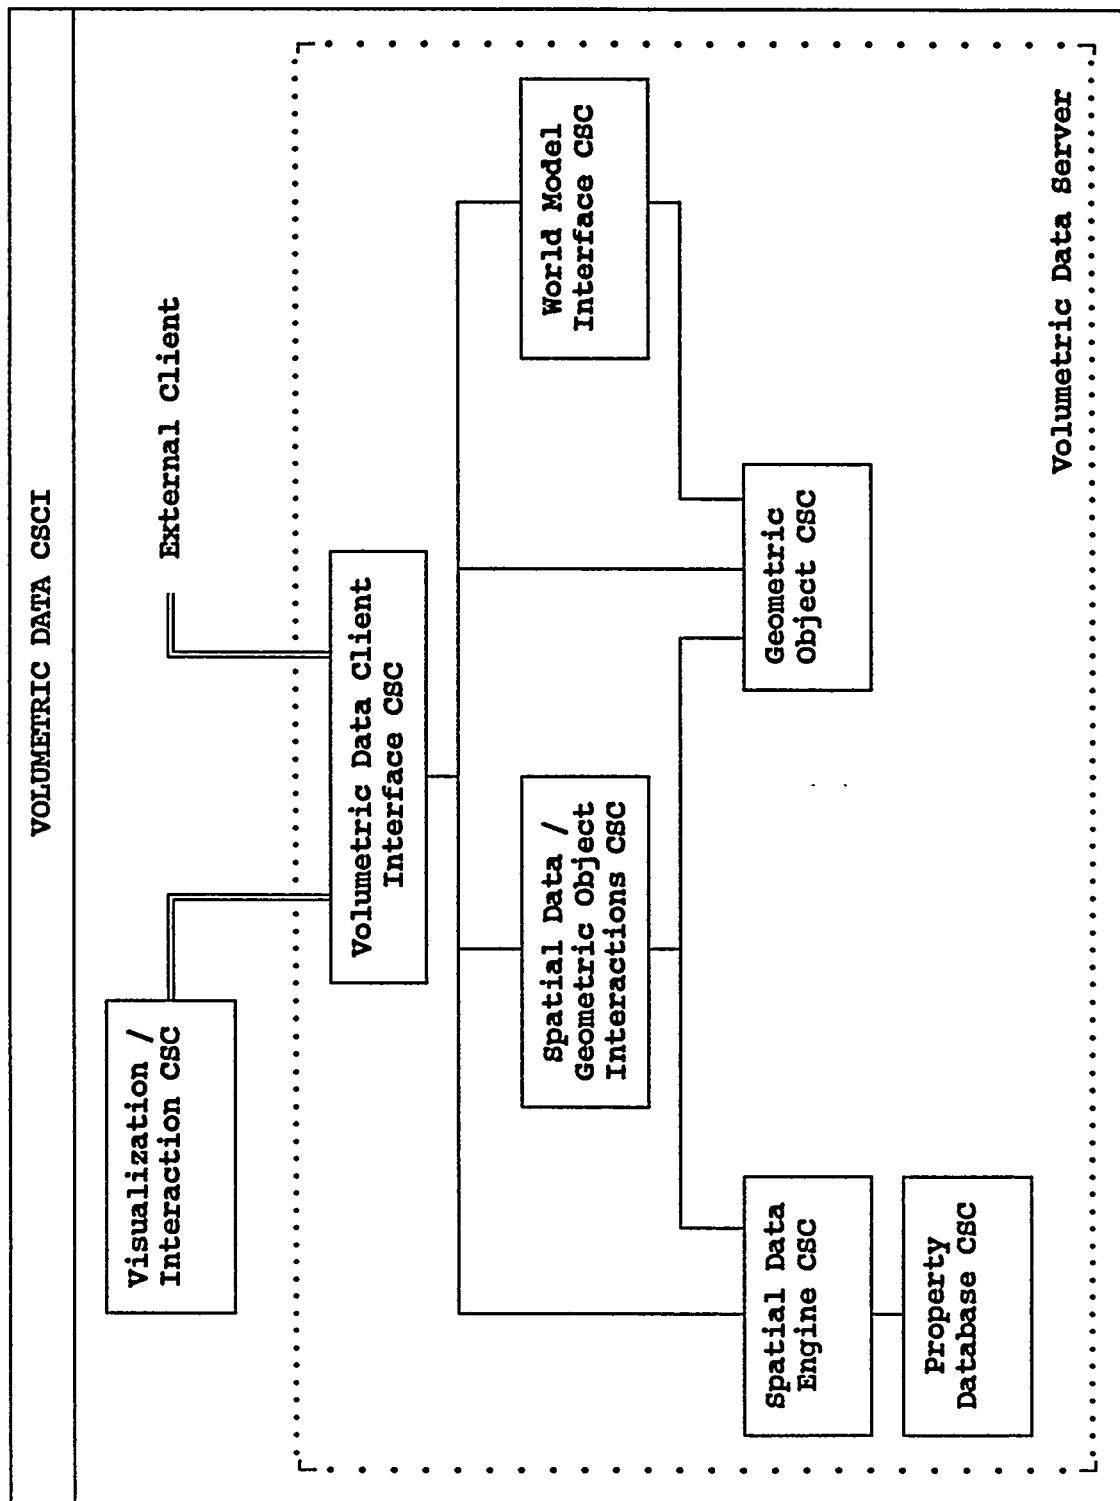 VOLUMETRIC DATA CSCI
Visualization /
Interaction CSC
External Client
Volumetric Data Client
Interface CSC
Spatial Data /
Geometric Object
Interactions CSC
World Model
Interface CSC
Spatial Data
Engine CSC
Geometric
Object CSC
Property
Database CSC
Volumetric Data Server